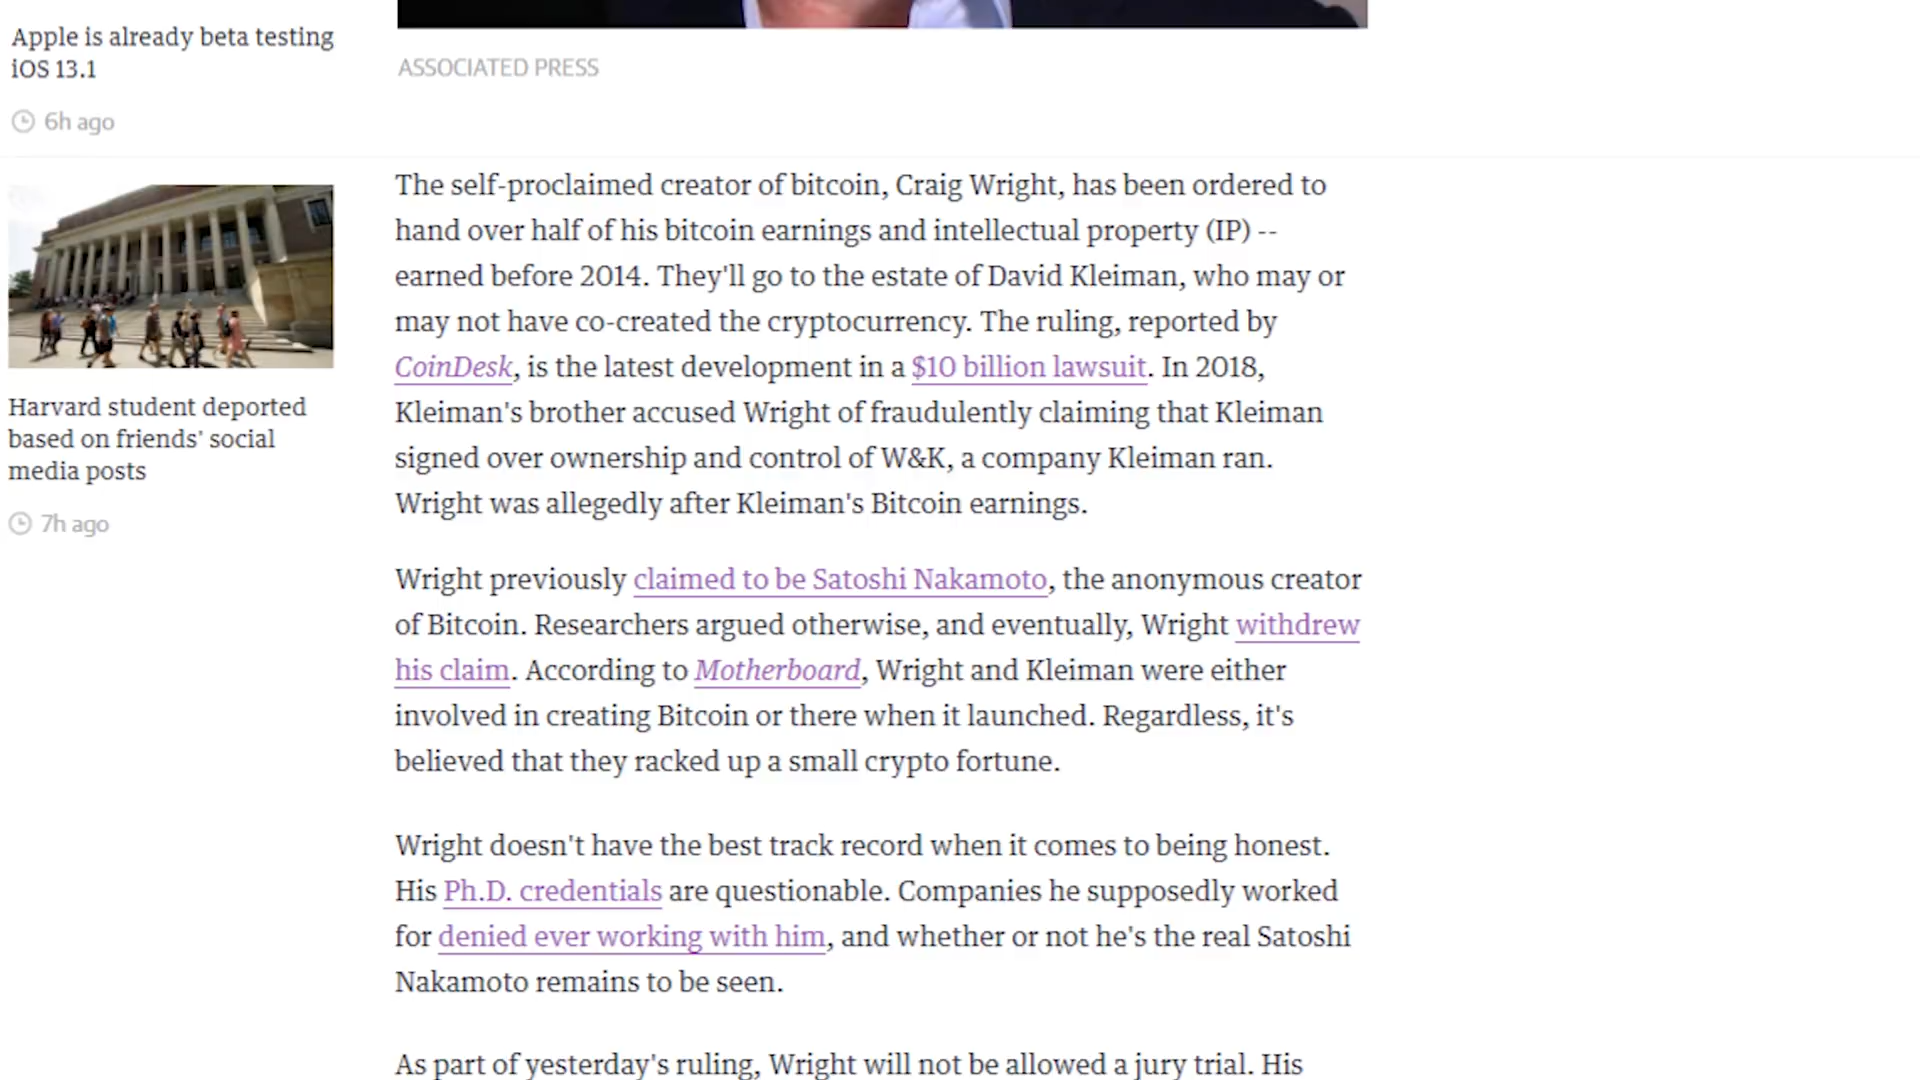 Apple is already beta testing
iOS 13.1
6h ago
Harvard student deported
based on friends' social
media posts
7h ago
ASSOCIATED PRESS
The self-proclaimed creator of bitcoin, Craig Wright, has been ordered to
hand over half of his bitcoin earnings and intellectual property (IP) --
earned before 2014. They'll go to the estate of David Kleiman, who may or
may not have co-created the cryptocurrency. The ruling, reported by
CoinDesk, is the latest development in a $10 billion lawsuit. In 2018,
Kleiman's brother accused Wright of fraudulently claiming that Kleiman
signed over ownership and control of W&K, a company Kleiman ran.
Wright was allegedly after Kleiman's Bitcoin earnings.
Wright previously claimed to be Satoshi Nakamoto, the anonymous creator
of Bitcoin. Researchers argued otherwise, and eventually, Wright withdrew
his claim. According to Motherboard, Wright and Kleiman were either
involved in creating Bitcoin or there when it launched. Regardless, it's
believed that they racked up a small crypto fortune.
Wright doesn't have the best track record when it comes to being honest.
His Ph.D. credentials are questionable. Companies he supposedly worked
for denied ever working with him, and whether or not he's the real Satoshi
Nakamoto remains to be seen.
As part of yesterday's ruling, Wright will not be allowed a jury trial. His